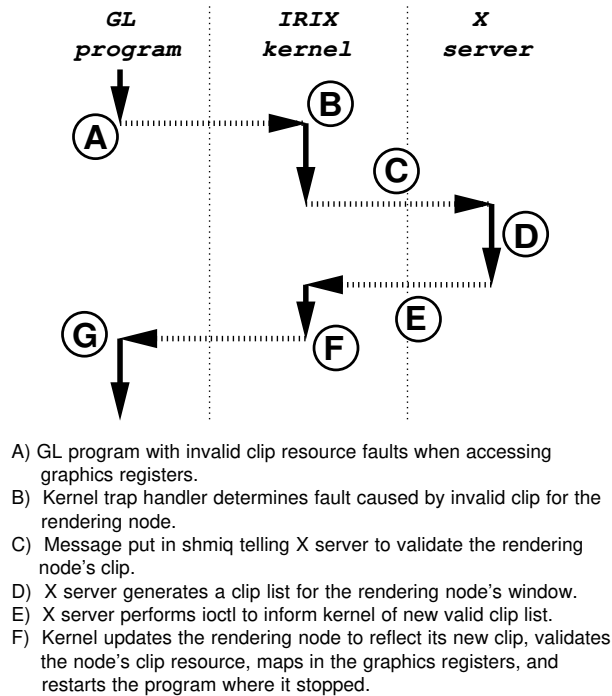 GL IRIX X
program kernel server
B
A
C
D
E
G
F
A) GL program with invalid clip resource faults when accessing
graphics registers.
B) Kernel trap handler determines fault caused by invalid clip for the
rendering node.
C) Message put in shmiq telling X server to validate the rendering
node's clip.
D) X server generates a clip list for the rendering node's window.
E) X server performs ioctl to inform kernel of new valid clip list.
F) Kernel updates the rendering node to reflect its new clip, validates
the node's clip resource, maps in the graphics registers, and
restarts the program where it stopped.